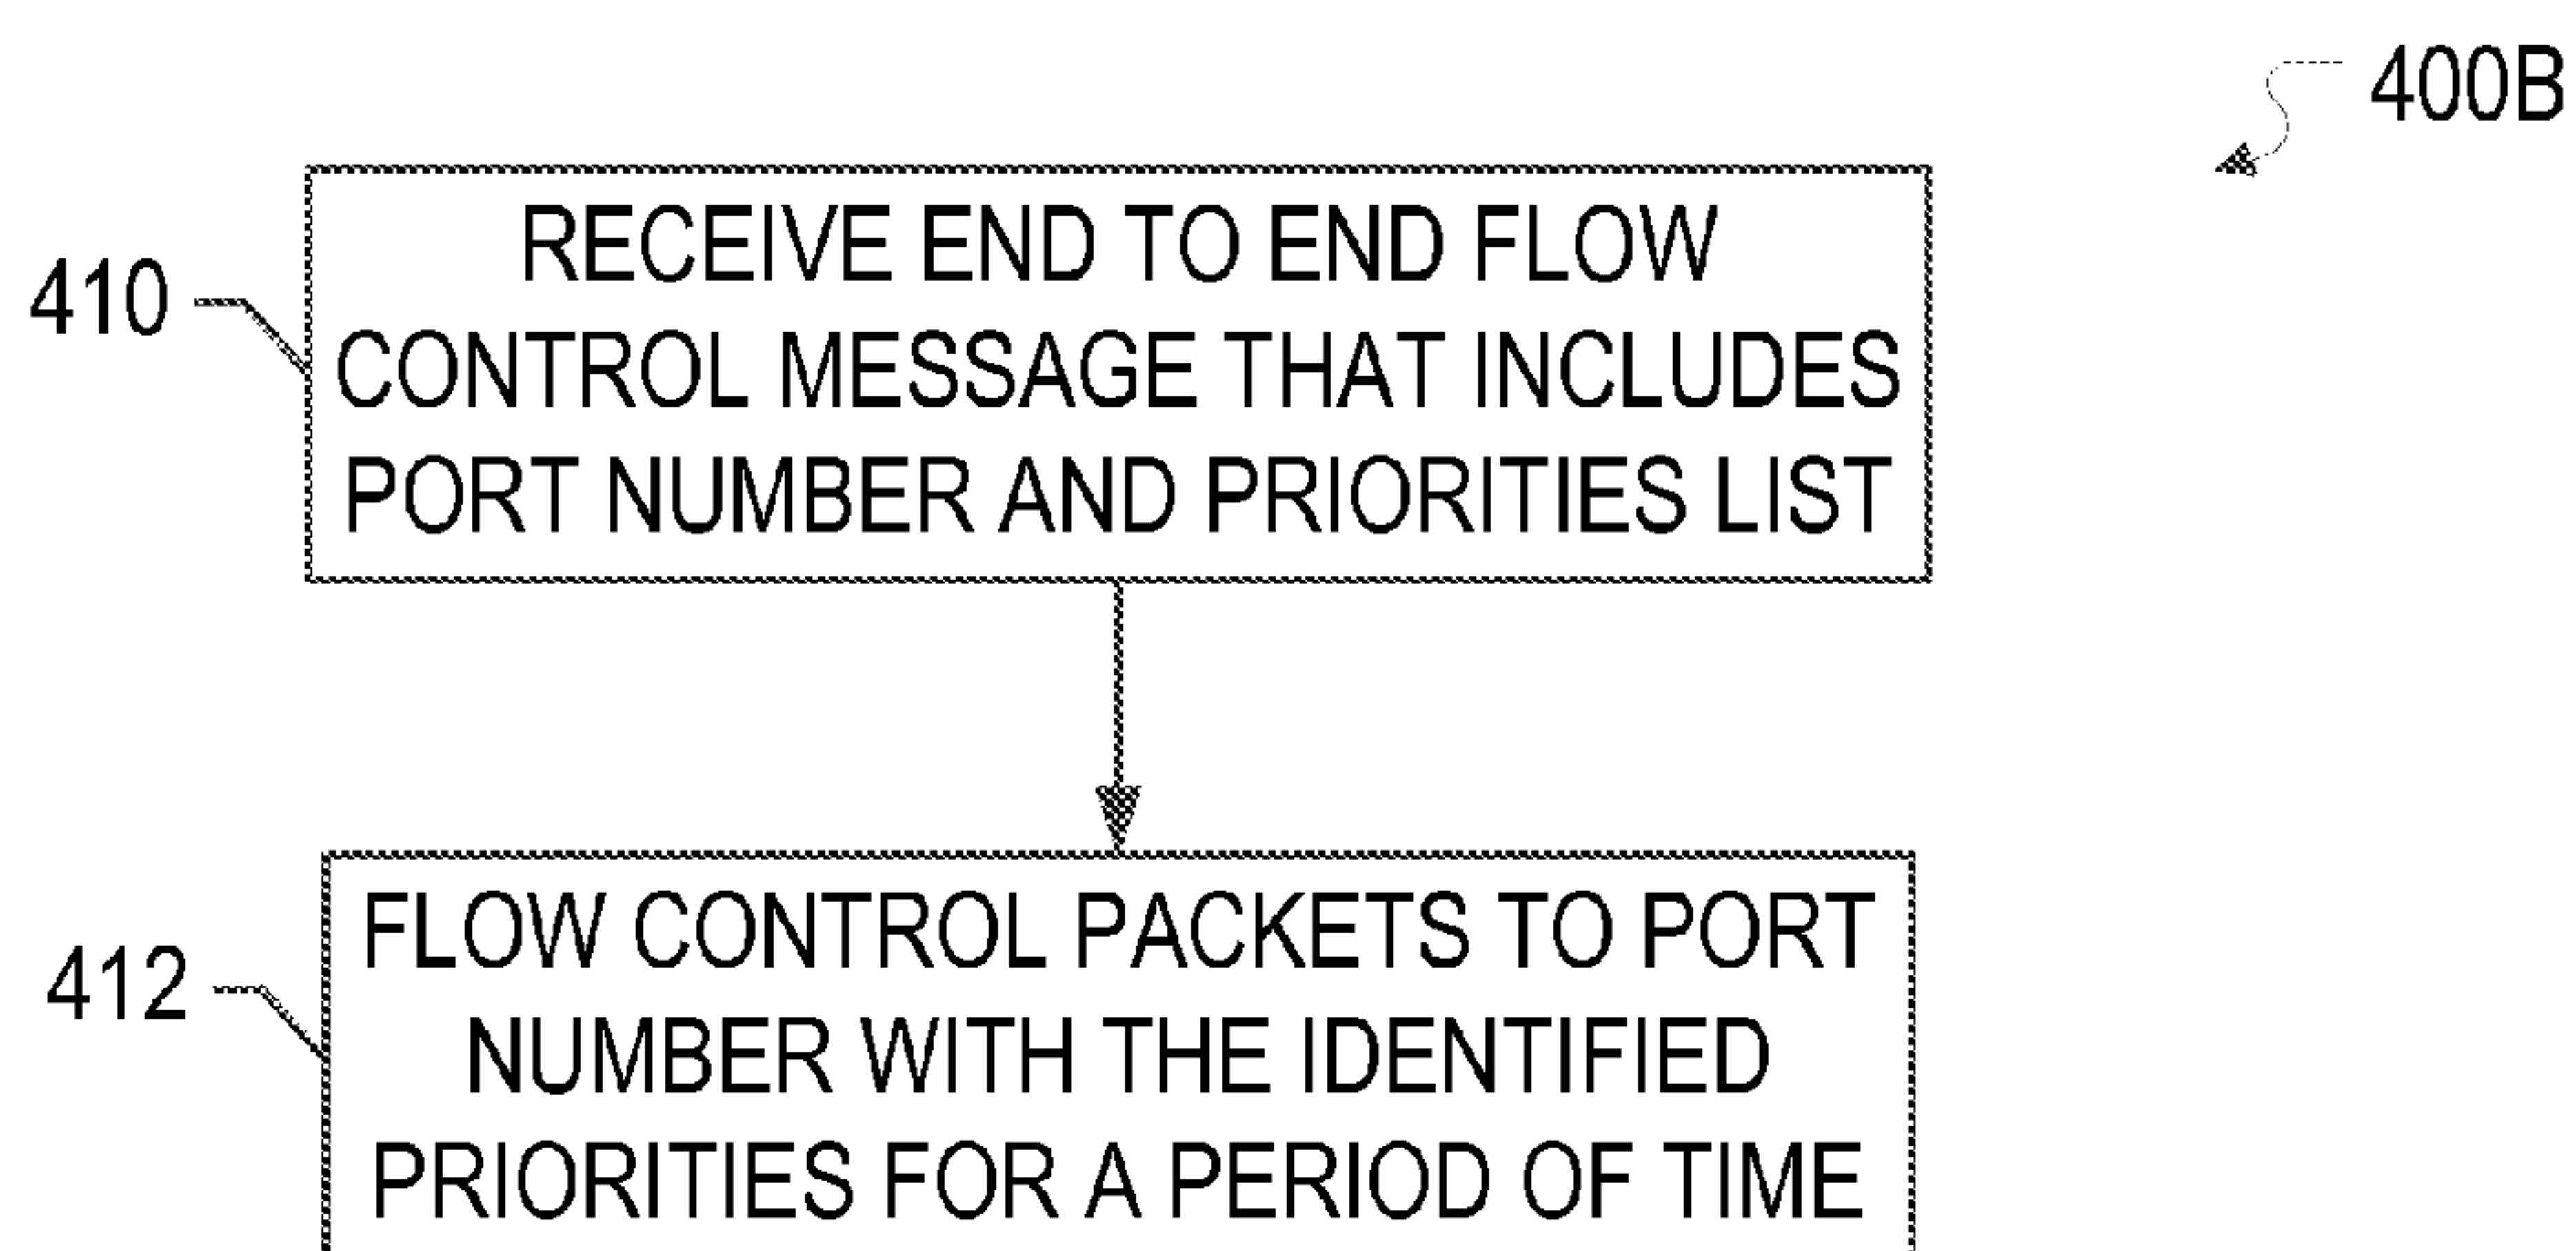 400B
410
RECEIVE END TO END FLOW
CONTROL MESSAGE THAT INCLUDES
PORT NUMBER AND PRIORITIES LIST
412
FLOW CONTROL PACKETS TO PORT
NUMBER WITH THE IDENTIFIED
PRIORITIES FOR A PERIOD OF TIME